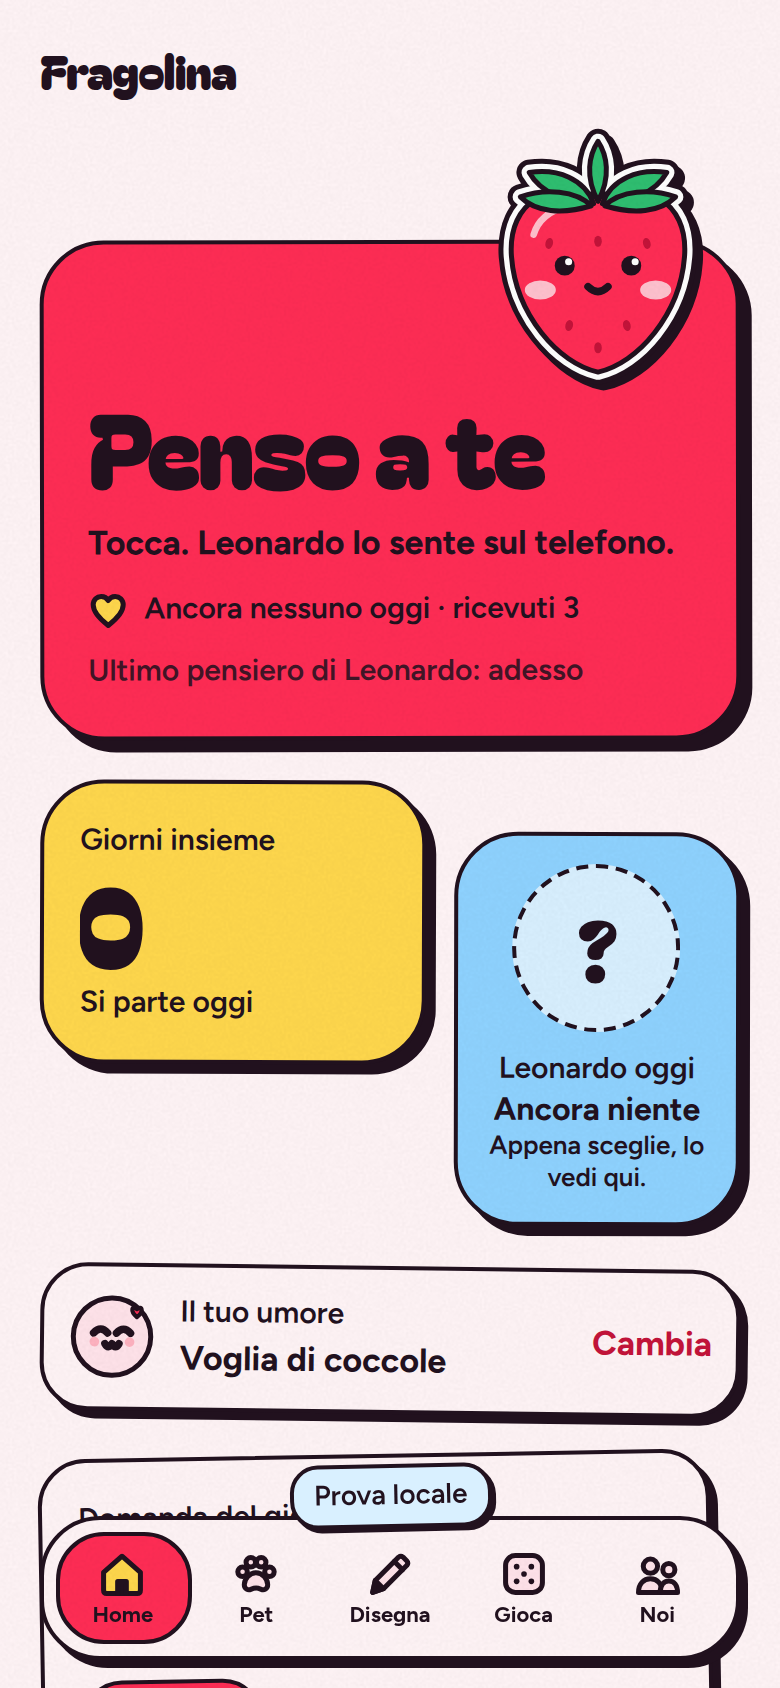 Fragolina
Penso a te
Tocca. Leonardo lo sente sul telefono.
Ancora nessuno oggi · ricevuti 3
Ultimo pensiero di Leonardo: adesso
Giorni insieme
0
Si parte oggi
?
Leonardo oggi
Ancora niente
Appena sceglie, lo
vedi qui.
Il tuo umore
Voglia di coccole
Cambia
Prova locale
Domanda del
Home
Pet
Disegna
Gioca
Noi